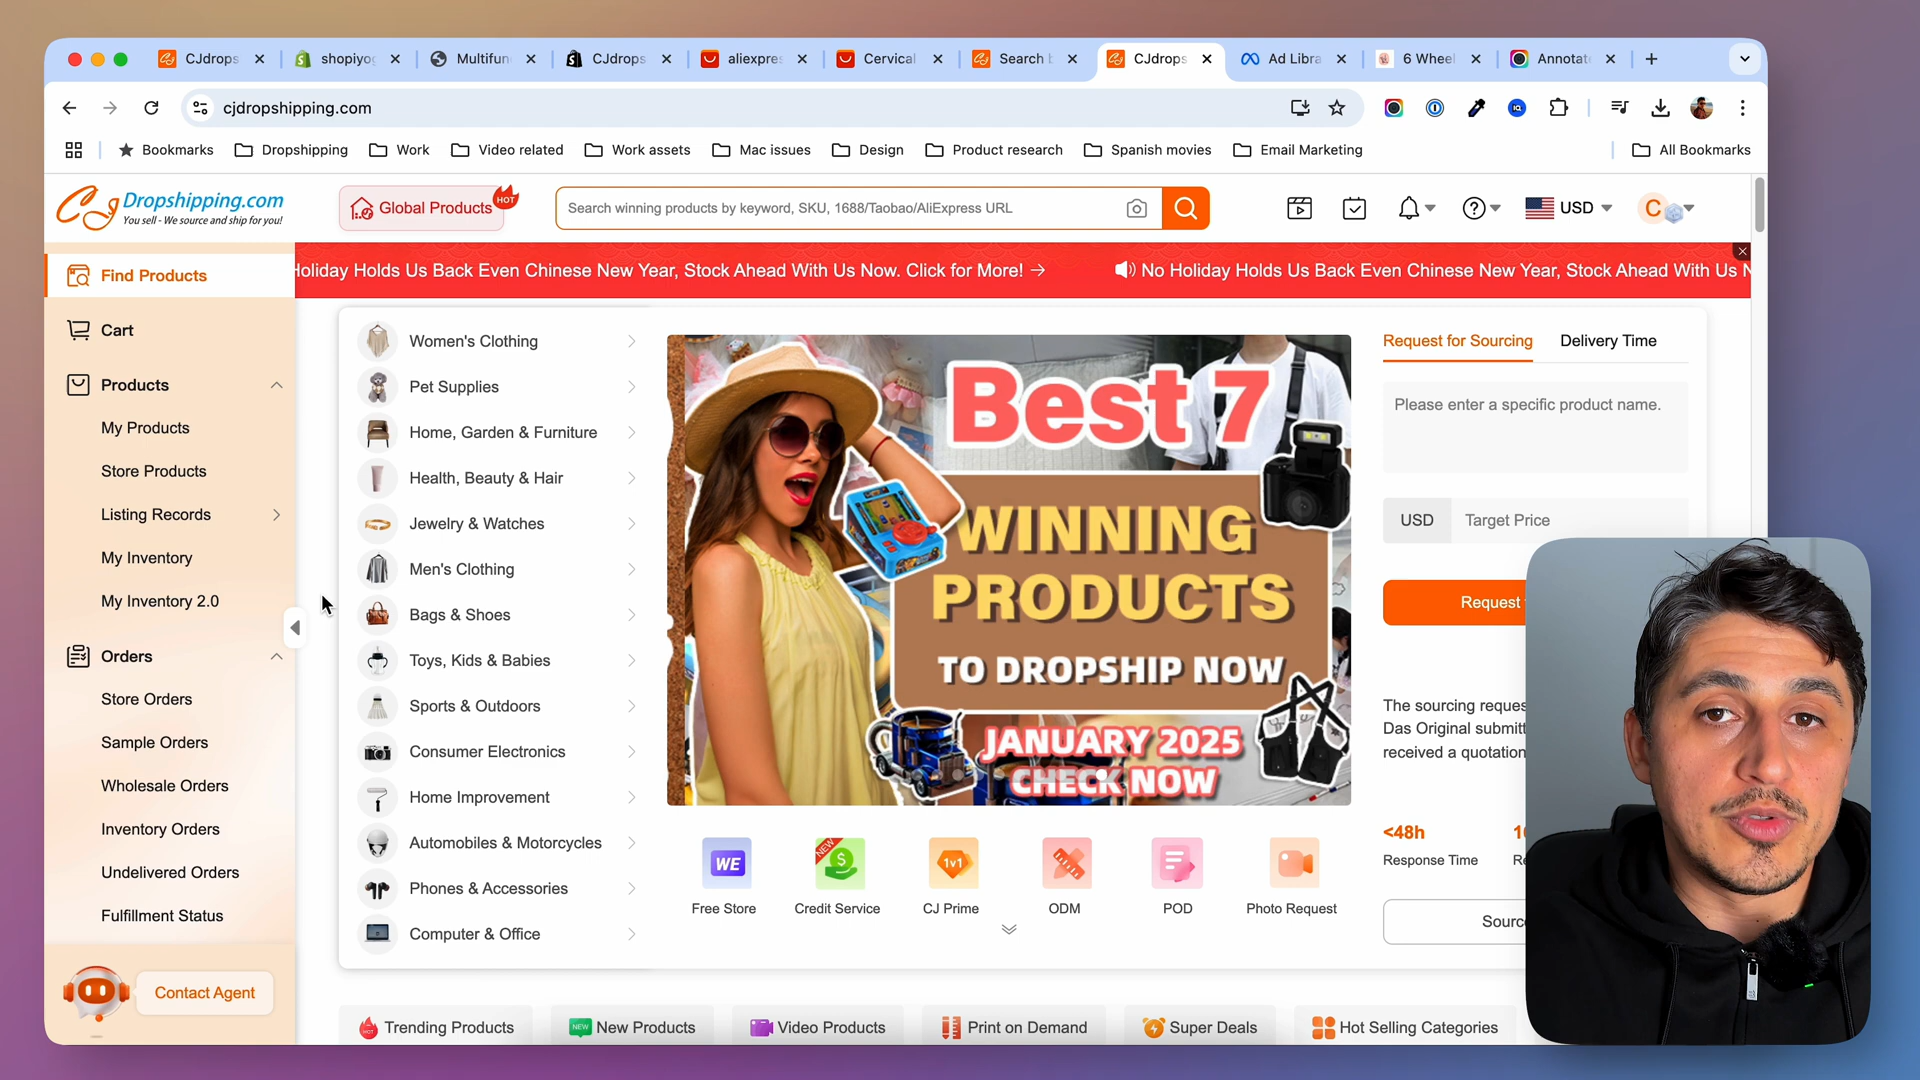 CJdrops
shopiyog
Multifun
CJdrops
aliexpres
Cervical
Search b
CJdrops
Ad Libra
6 Wheel
Annotat
cjdropshipping.com
Bookmarks
Dropshipping
Work
Video related
Work assets
Mac issues
Design
Product research
Spanish movies
Email Marketing
All Bookmarks
CJ Dropshipping.com
You sell - We source and ship for you!
Global Products
HOT
Search winning products by keyword, SKU, 1688/Taobao/AliExpress URL
USD
C
Find Products
Holiday Holds Us Back Even Chinese New Year, Stock Ahead With Us Now. Click for More! →
No Holiday Holds Us Back Even Chinese New Year, Stock Ahead With Us N
Cart
Products
My Products
Store Products
Listing Records
My Inventory
My Inventory 2.0
Orders
Store Orders
Sample Orders
Wholesale Orders
Inventory Orders
Undelivered Orders
Fulfillment Status
Contact Agent
Women's Clothing
Pet Supplies
Home, Garden & Furniture
Health, Beauty & Hair
Jewelry & Watches
Men's Clothing
Bags & Shoes
Toys, Kids & Babies
Sports & Outdoors
Consumer Electronics
Home Improvement
Automobiles & Motorcycles
Phones & Accessories
Computer & Office
Best 7
WINNING
PRODUCTS
TO DROPSHIP NOW
JANUARY 2025
CHECK NOW
WE
Free Store
NEW
Credit Service
1v1
CJ Prime
ODM
POD
Photo Request
Request for Sourcing
Delivery Time
Please enter a specific product name.
USD
Target Price
Request
The sourcing reques
Das Original submitt
received a quotation
<48h
Response Time
Sourc
Trending Products
NEW
New Products
Video Products
Print on Demand
Super Deals
Hot Selling Categories